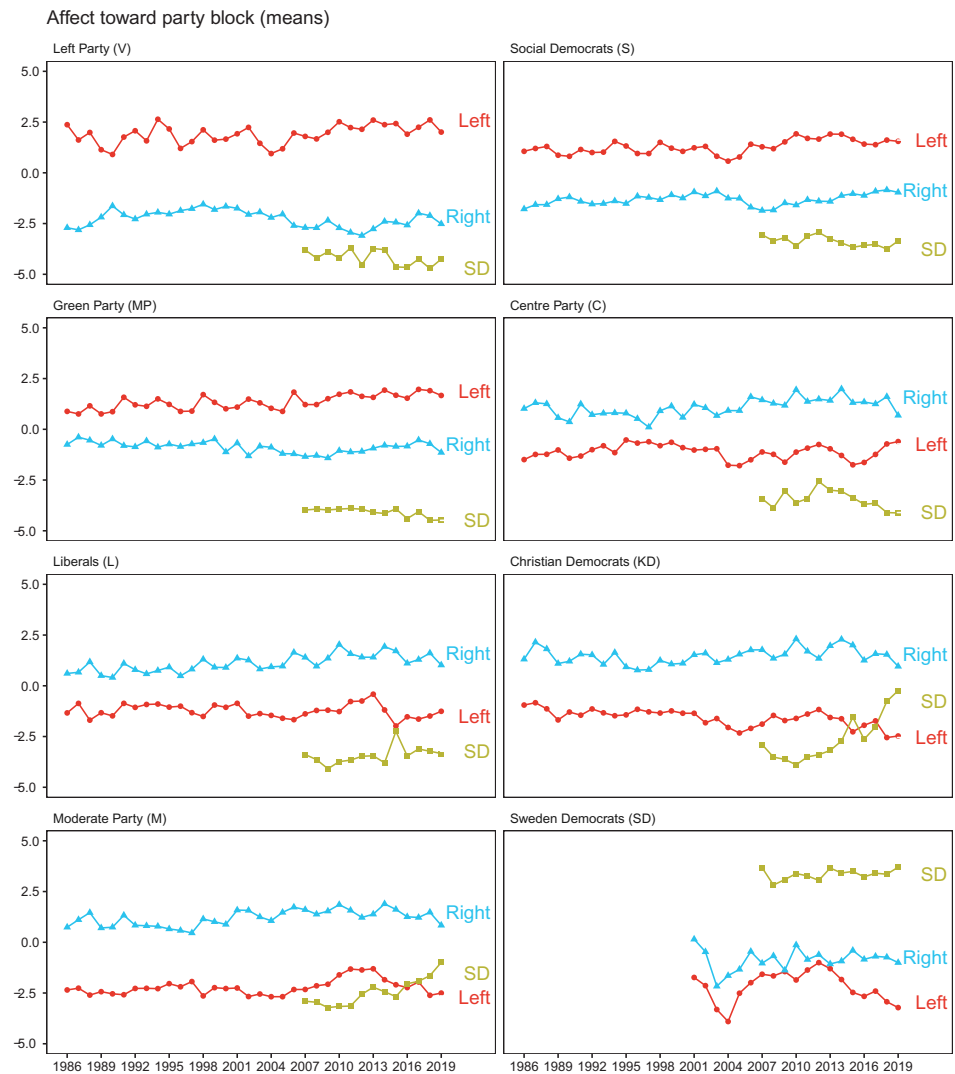 Affect toward party block (means)
Left Party (V)
Social Democrats (S)
5.0
2.5
0.0
−2.5
−5.0
Left
Right
SD
Left
Right
SD
Green Party (MP)
Centre Party (C)
5.0
2.5
0.0
−2.5
−5.0
Left
Right
SD
Right
Left
SD
Liberals (L)
Christian Democrats (KD)
5.0
2.5
0.0
−2.5
−5.0
Right
Left
SD
Right
SD
Left
Moderate Party (M)
Sweden Democrats (SD)
5.0
2.5
0.0
−2.5
−5.0
Right
SD
Left
SD
Right
Left
1986 1989 1992 1995 1998 2001 2004 2007 2010 2013 2016 2019
1986 1989 1992 1995 1998 2001 2004 2007 2010 2013 2016 2019